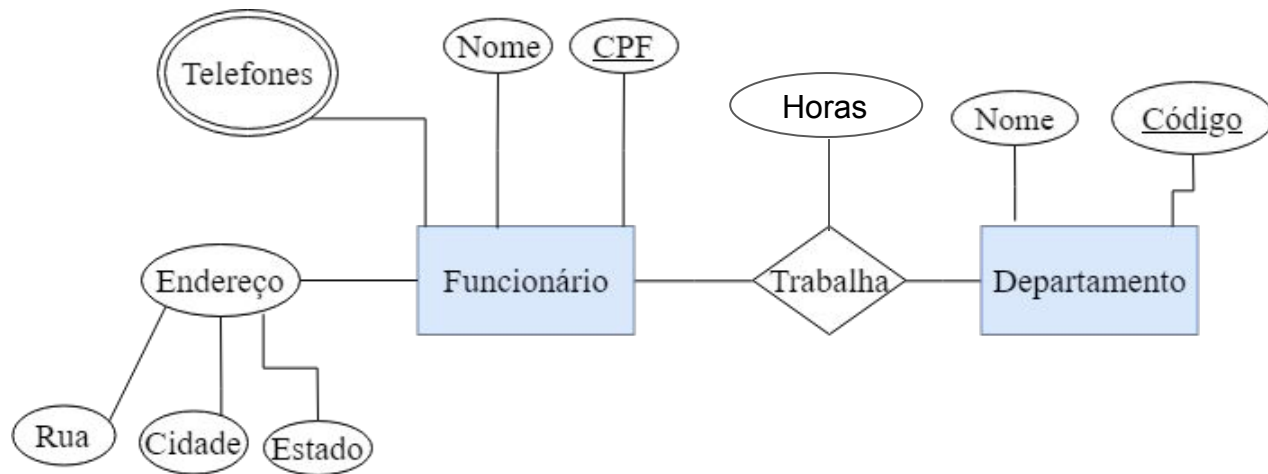 Telefones
Nome
CPF
Horas
Nome
Código
Endereço
Funcionário
Trabalha
Departamento
Rua
Cidade
Estado